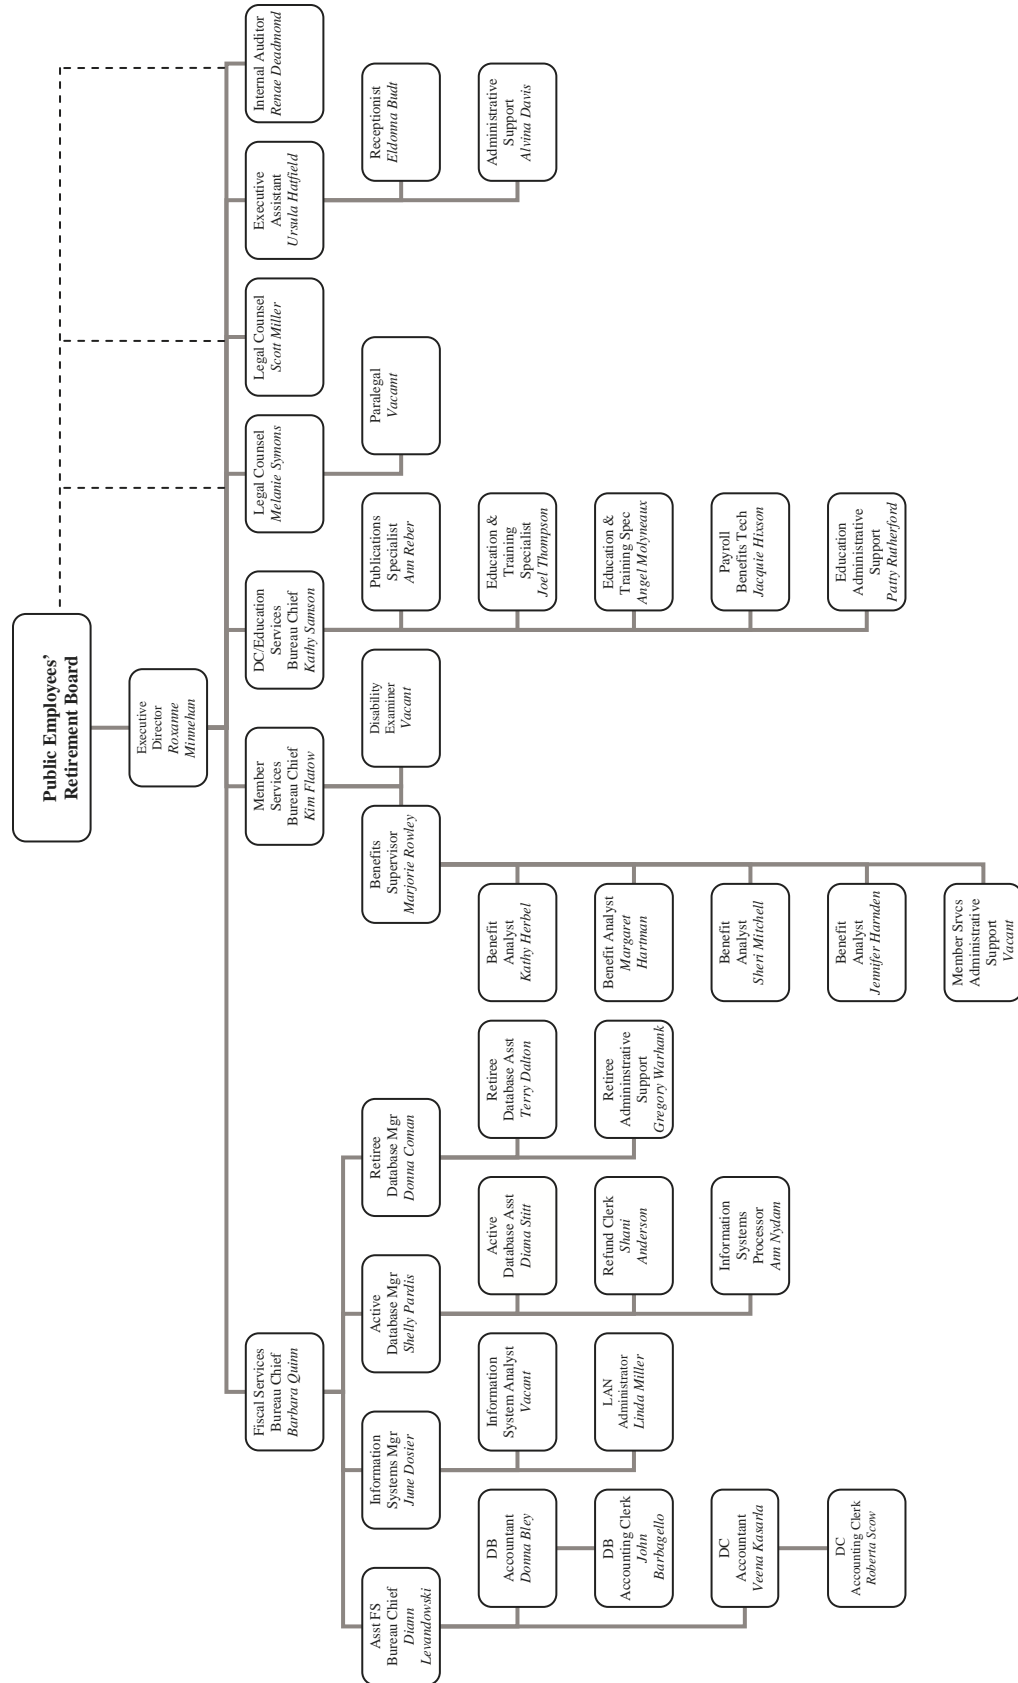 Public Employees'
Retirement Board
Executive
Director
Roxanne
Minnehan
Fiscal Services
Bureau Chief
Barbara Quinn
Member
Services
Bureau Chief
Kim Flatow
DC/Education
Services
Bureau Chief
Kathy Samson
Legal Counsel
Melanie Symons
Legal Counsel
Scott Miller
Executive
Assistant
Ursula Hatfield
Internal Auditor
Renae Deadmond
Asst FS
Bureau Chief
Diann
Levandowski
Information
Systems Mgr
June Dosier
Active
Database Mgr
Shelly Pardis
Retiree
Database Mgr
Donna Coman
Benefits
Supervisor
Marjorie Rowley
Disability
Examiner
Vacant
Publications
Specialist
Ann Reber
Paralegal
Vacamt
Receptionist
Eldonna Budt
DB
Accountant
Donna Bley
Information
System Analyst
Vacant
Active
Database Asst
Diana Stitt
Retiree
Database Asst
Terry Dalton
Benefit
Analyst
Kathy Herbel
Education &
Training
Specialist
Joel Thompson
Administrative
Support
Alvina Davis
DB
Accounting Clerk
John
Barbagello
LAN
Administrator
Linda Miller
Refund Clerk
Shani
Anderson
Retiree
Admininstrative
Support
Gregory Warhank
Benefit Analyst
Margaret
Hartman
Education &
Training Spec
Angel Molyneaux
DC
Accountant
Veena Kasarla
Information
Systems
Processor
Ann Nydam
Benefit
Analyst
Sheri Mitchell
Payroll
Benefits Tech
Jacquie Hixson
DC
Accounting Clerk
Roberta Scow
Benefit
Analyst
Jennifer Harnden
Education
Administrative
Support
Patty Rutherford
Member Srvcs
Administrative
Support
Vacant